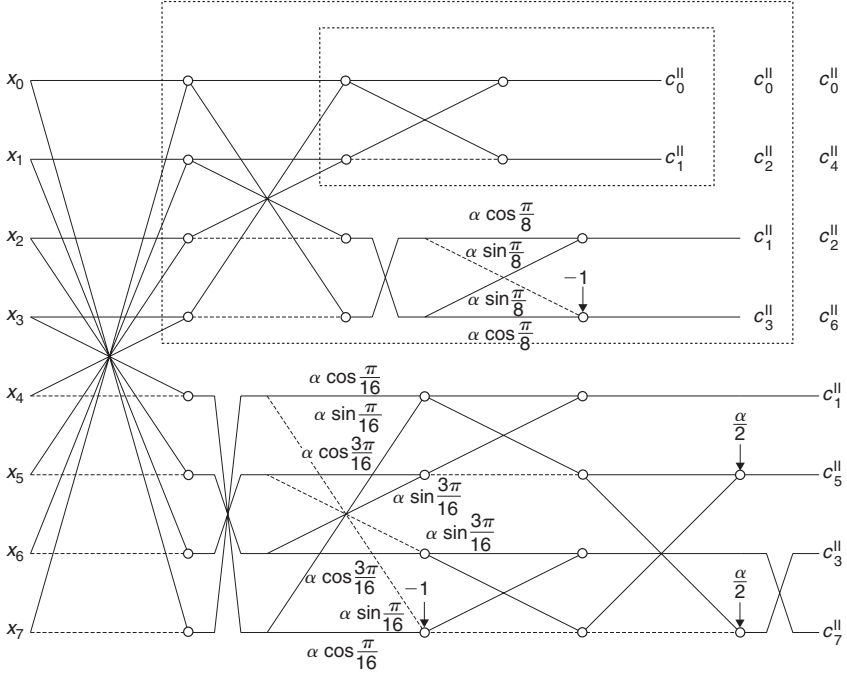 x₀ c₀ᴵᴵ c₀ᴵᴵ c₀ᴵᴵ
x₁ c₁ᴵᴵ c₂ᴵᴵ c₄ᴵᴵ
α cos π/8
x₂ c₁ᴵᴵ c₂ᴵᴵ
α sin π/8
−1
α sin π/8
x₃ c₃ᴵᴵ c₆ᴵᴵ
α cos π/8
α cos π/16
x₄ c₁ᴵᴵ
α sin π/16
α/2
α cos 3π/16
x₅ c₅ᴵᴵ
α sin 3π/16
α sin 3π/16
x₆ c₃ᴵᴵ
α cos 3π/16
−1
α/2
α sin π/16
x₇ c₇ᴵᴵ
α cos π/16